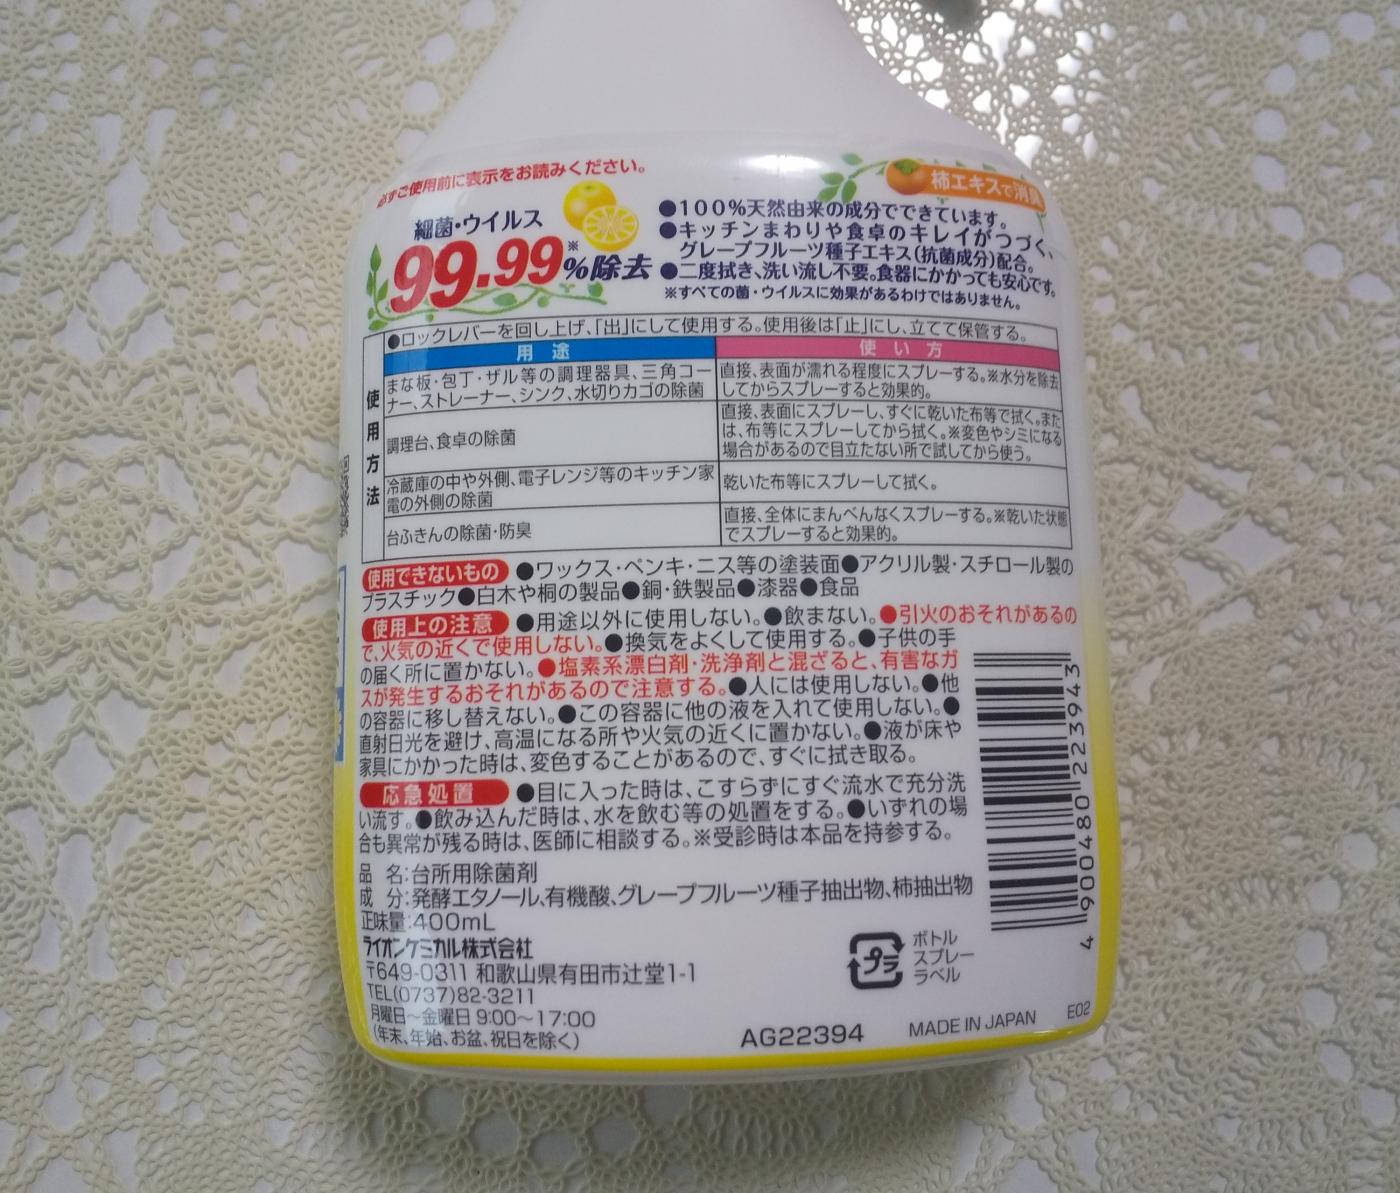 必ずご使用前に表示をお読みください。
細菌・ウイルス
99.99%※除去
柿エキスで消臭
●100%天然由来の成分でできています。
●キッチンまわりや食卓のキレイがつづく、
グレープフルーツ種子エキス(抗菌成分)配合。
●二度拭き、洗い流し不要。食器にかかっても安心です。
※すべての菌・ウイルスに効果があるわけではありません。
使用方法
●ロックレバーを回し上げ、「出」にして使用する。使用後は「止」にし、立てて保管する。
用途
使い方
まな板・包丁・ザル等の調理器具、三角コー
ナー、ストレーナー、シンク、水切りカゴの除菌
直接、表面が濡れる程度にスプレーする。※水分を除去
してからスプレーすると効果的。
調理台、食卓の除菌
直接、表面にスプレーし、すぐに乾いた布等で拭く。また
は、布等にスプレーしてから拭く。※変色やシミになる
場合があるので目立たない所で試してから使う。
冷蔵庫の中や外側、電子レンジ等のキッチン家
電の外側の除菌
乾いた布等にスプレーして拭く。
台ふきんの除菌・防臭
直接、全体にまんべんなくスプレーする。※乾いた状態
でスプレーすると効果的。
使用できないもの ●ワックス・ペンキ・ニス等の塗装面●アクリル製・スチロール製の
プラスチック●白木や桐の製品●銅・鉄製品●漆器●食品
使用上の注意 ●用途以外に使用しない。●飲まない。●引火のおそれがあるの
で、火気の近くで使用しない。●換気をよくして使用する。●子供の手
の届く所に置かない。●塩素系漂白剤・洗浄剤と混ざると、有害なガ
スが発生するおそれがあるので注意する。●人には使用しない。●他
の容器に移し替えない。●この容器に他の液を入れて使用しない。●
直射日光を避け、高温になる所や火気の近くに置かない。●液が床や
家具にかかった時は、変色することがあるので、すぐに拭き取る。
応急処置 ●目に入った時は、こすらずにすぐ流水で充分洗
い流す。●飲み込んだ時は、水を飲む等の処置をする。●いずれの場
合も異常が残る時は、医師に相談する。※受診時は本品を持参する。
品 名:台所用除菌剤
成 分:発酵エタノール、有機酸、グレープフルーツ種子抽出物、柿抽出物
正味量:400mL
ライオンケミカル株式会社
〒649-0311 和歌山県有田市辻堂1-1
TEL(0737)82-3211
月曜日～金曜日 9:00～17:00
(年末、年始、お盆、祝日を除く)
プラ
ボトル
スプレー
ラベル
4 900480 223943
AG22394
MADE IN JAPAN
E02